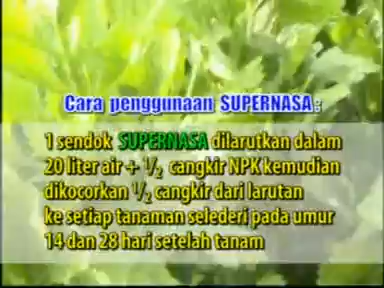 Cara penggunaan SUPERNASA :
1 sendok SUPERNASA dilarutkan dalam
20 liter air + 1/2 cangkir NPK kemudian
dikocorkan 1/2 cangkir dari larutan
ke setiap tanaman selederi pada umur
14 dan 28 hari setelah tanam